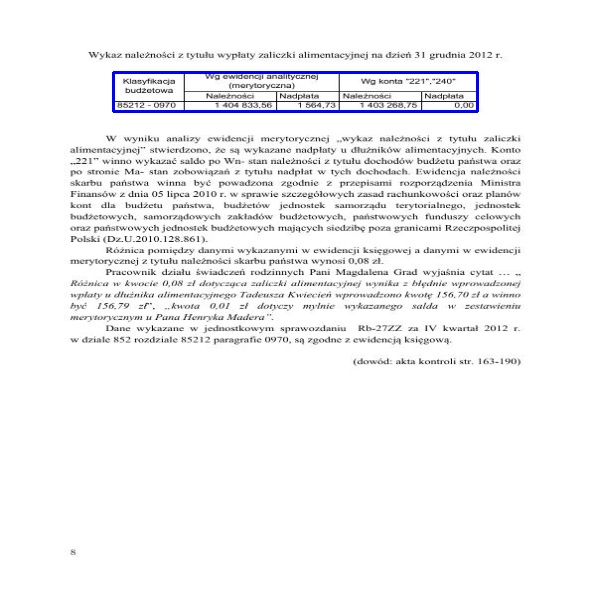 Wykaz należności z tytułu wypłaty zaliczki alimentacyjnej na dzień 31 grudnia 2012 r.
Klasyfikacja budżetowa Wg ewidencji analitycznej (merytoryczna) Wg konta "221"."240"
Należności Nadpłata Należności Nadpłata
85212 - 0970 1 404 833,56 1 564,73 1 403 268,75 0,00
W wyniku analizy ewidencji merytorycznej „wykaz należności z tytułu zaliczki
alimentacyjnej” stwierdzono, że są wykazane nadpłaty u dłużników alimentacyjnych. Konto
„221” winno wykazać saldo po Wn- stan należności z tytułu dochodów budżetu państwa oraz
po stronie Ma- stan zobowiązań z tytułu nadpłat w tych dochodach. Ewidencja należności
skarbu państwa winna być powadzona zgodnie z przepisami rozporządzenia Ministra
Finansów z dnia 05 lipca 2010 r. w sprawie szczegółowych zasad rachunkowości oraz planów
kont dla budżetu państwa, budżetów jednostek samorządu terytorialnego, jednostek
budżetowych, samorządowych zakładów budżetowych, państwowych funduszy celowych
oraz państwowych jednostek budżetowych mających siedzibę poza granicami Rzeczpospolitej
Polski (Dz.U.2010.128.861).
Różnica pomiędzy danymi wykazanymi w ewidencji księgowej a danymi w ewidencji
merytorycznej z tytułu należności skarbu państwa wynosi 0,08 zł.
Pracownik działu świadczeń rodzinnych Pani Magdalena Grad wyjaśnia cytat … „
Różnica w kwocie 0,08 zł dotycząca zaliczki alimentacyjnej wynika z błędnie wprowadzonej
wpłaty u dłużnika alimentacyjnego Tadeusza Kwiecień wprowadzono kwotę 156,70 zł a winno
być 156,79 zł”, „kwota 0,01 zł dotyczy mylnie wykazanego salda w zestawieniu
merytorycznym u Pana Henryka Madera”.
Dane wykazane w jednostkowym sprawozdaniu Rb-27ZZ za IV kwartał 2012 r.
w dziale 852 rozdziale 85212 paragrafie 0970, są zgodne z ewidencją księgową.
(dowód: akta kontroli str. 163-190)
8